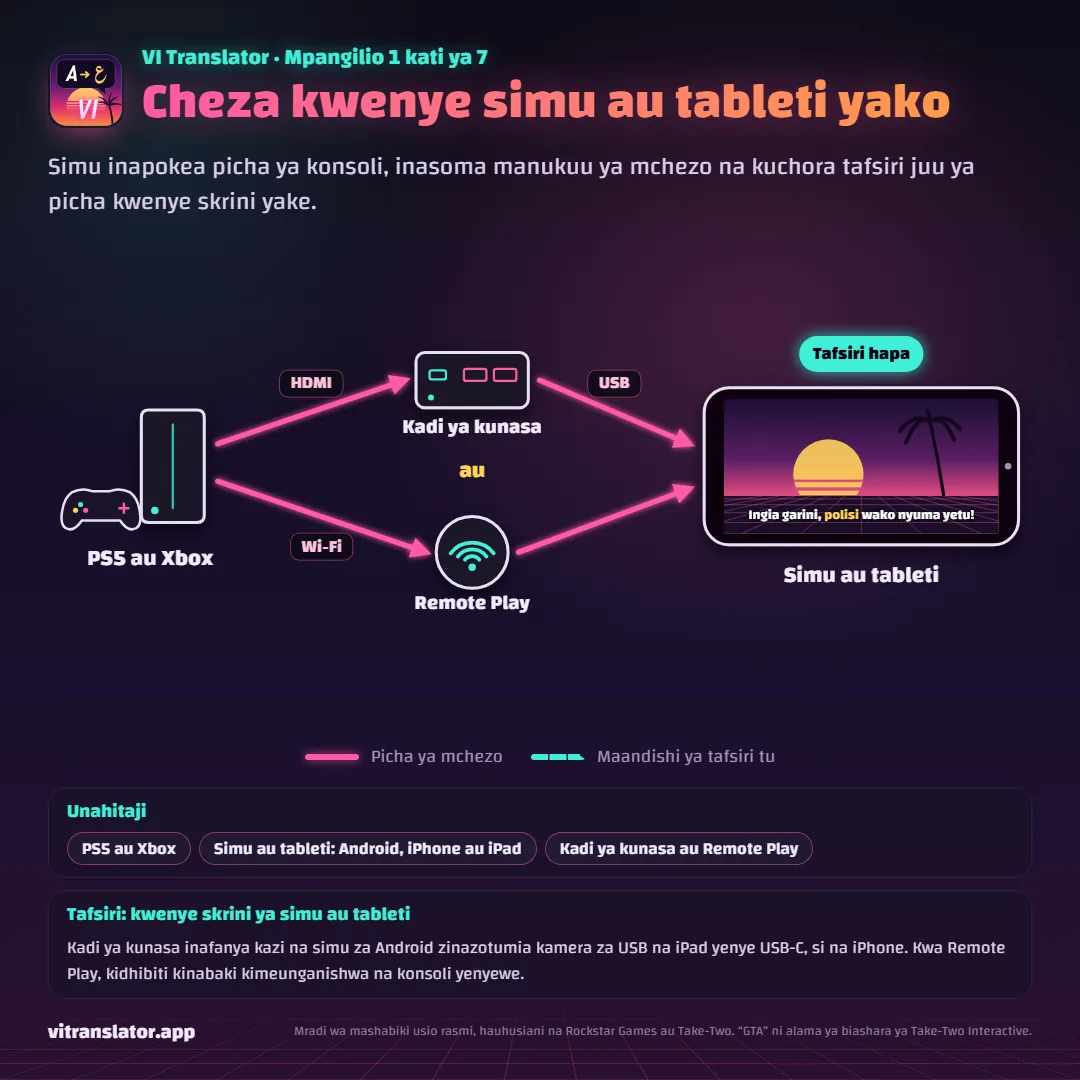 A→ع
VI
VI Translator · Mpangilio 1 kati ya 7
Cheza kwenye simu au tableti yako
Simu inapokea picha ya konsoli, inasoma manukuu ya mchezo na kuchora tafsiri juu ya
picha kwenye skrini yake.
Tafsiri hapa
HDMI
USB
Kadi ya kunasa
au
Ingia garini, polisi wako nyuma yetu!
Wi-Fi
PS5 au Xbox
Simu au tableti
Remote Play
Picha ya mchezo
Maandishi ya tafsiri tu
Unahitaji
PS5 au Xbox
Simu au tableti: Android, iPhone au iPad
Kadi ya kunasa au Remote Play
Tafsiri: kwenye skrini ya simu au tableti
Kadi ya kunasa inafanya kazi na simu za Android zinazotumia kamera za USB na iPad yenye USB-C, si na iPhone. Kwa Remote
Play, kidhibiti kinabaki kimeunganishwa na konsoli yenyewe.
vitranslator.app
Mradi wa mashabiki usio rasmi, hauhusiani na Rockstar Games au Take-Two. “GTA” ni alama ya biashara ya Take-Two Interactive.